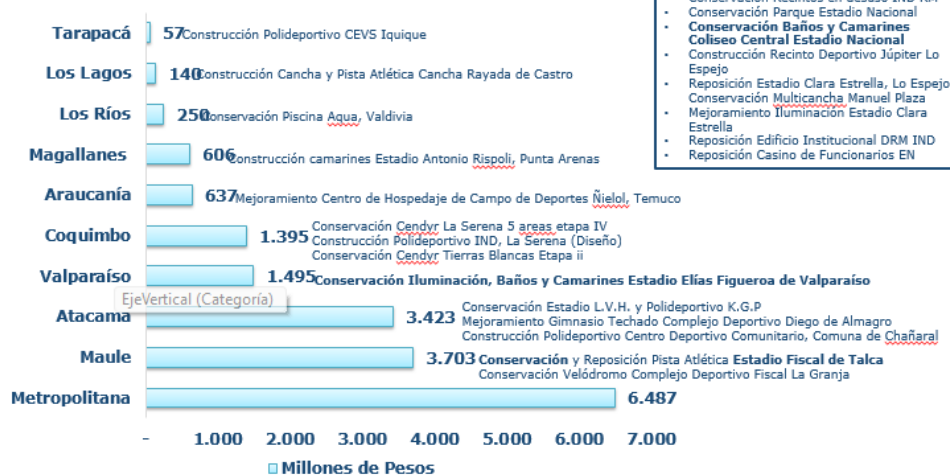 Conservación Parque Estadio Nacional
Conservación Baños y Camarines
Coliseo Central Estadio Nacional
Construcción Recinto Deportivo Júpiter Lo
Espejo
Reposición Estadio Clara Estrella, Lo Espejo
Conservación Multicancha Manuel Plaza
Mejoramiento Iluminación Estadio Clara
Estrella
Reposición Edificio Institucional DRM IND
Reposición Casino de Funcionarios EN
Tarapacá 57 Construcción Polideportivo CEVS Iquique
Los Lagos 140 Construcción Cancha y Pista Atlética Cancha Rayada de Castro
Los Ríos 250 Conservación Piscina Aqua, Valdivia
Magallanes 606 Construcción camarines Estadio Antonio Rispoli, Punta Arenas
Araucanía 637 Mejoramiento Centro de Hospedaje de Campo de Deportes Ñielol, Temuco
Coquimbo 1.395 Conservación Cendyr La Serena 5 areas etapa IV
Construcción Polideportivo IND, La Serena (Diseño)
Conservación Cendyr Tierras Blancas Etapa ii
Valparaíso 1.495 Conservación Iluminación, Baños y Camarines Estadio Elías Figueroa de Valparaíso
EjeVertical (Categoría)
Atacama 3.423 Conservación Estadio L.V.H. y Polideportivo K.G.P
Mejoramiento Gimnasio Techado Complejo Deportivo Diego de Almagro
Construcción Polideportivo Centro Deportivo Comunitario, Comuna de Chañaral
Maule 3.703 Conservación y Reposición Pista Atlética Estadio Fiscal de Talca
Conservación Velódromo Complejo Deportivo Fiscal La Granja
Metropolitana 6.487
- 1.000 2.000 3.000 4.000 5.000 6.000 7.000
Millones de Pesos